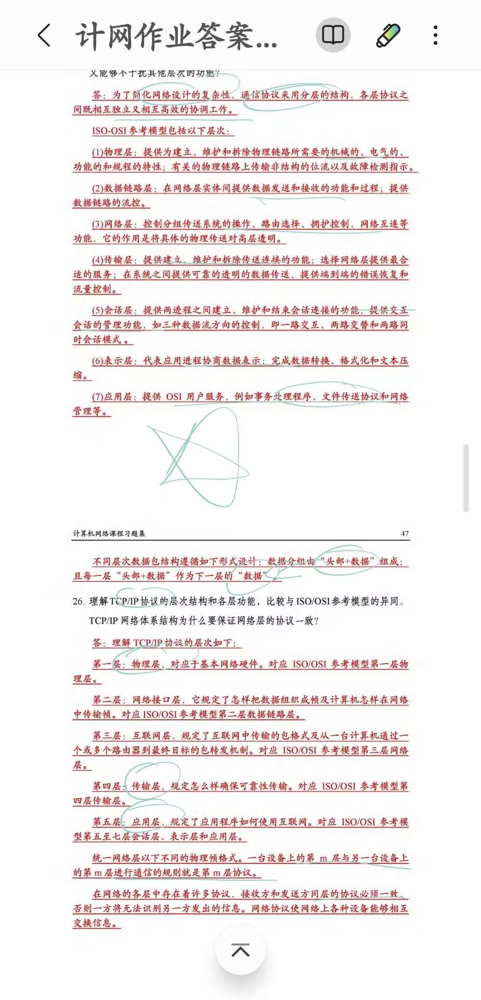 计网作业答案...
又能够不干扰其他层次的功能？
答：为了简化网络设计的复杂性，通信协议采用分层的结构，各层协议之
间既相互独立又相互高效的协调工作。
ISO-OSI 参考模型包括以下层次：
(1)物理层：提供为建立、维护和拆除物理链路所需要的机械的、电气的、
功能的和规程的特性；有关的物理链路上传输非结构的位流以及故障检测指示。
(2)数据链路层：在网络层实体间提供数据发送和接收的功能和过程；提供
数据链路的流控。
(3)网络层：控制分组传送系统的操作、路由选择、拥护控制、网络互连等
功能，它的作用是将具体的物理传送对高层透明。
(4)传输层：提供建立、维护和拆除传送连接的功能；选择网络层提供最合
适的服务；在系统之间提供可靠的透明的数据传送，提供端到端的错误恢复和
流量控制。
(5)会话层：提供两进程之间建立、维护和结束会话连接的功能；提供交互
会话的管理功能，如三种数据流方向的控制，即一路交互、两路交替和两路同
时会话模式 。
(6)表示层：代表应用进程协商数据表示；完成数据转换、格式化和文本压
缩。
(7)应用层：提供 OSI 用户服务，例如事务处理程序、文件传送协议和网络
管理等。
计算机网络课程习题集 47
不同层次数据包结构遵循如下形式设计：数据分组由“头部+数据”组成；
且每一层“头部+数据”作为下一层的“数据”。
26. 理解TCP/IP协议的层次结构和各层功能，比较与ISO/OSI参考模型的异同。
TCP/IP 网络体系结构为什么要保证网络层的协议一致？
答：理解 TCP/IP 协议的层次如下：
第一层：物理层，对应于基本网络硬件。对应 ISO/OSI 参考模型第一层物
理层。
第二层：网络接口层，它规定了怎样把数据组织成帧及计算机怎样在网络
中传输帧。对应 ISO/OSI 参考模型第二层数据链路层。
第三层：互联网层，规定了互联网中传输的包格式及从一台计算机通过一
个或多个路由器到最终目标的包转发机制。对应 ISO/OSI 参考模型第三层网络
层。
第四层：传输层，规定怎么样确保可靠性传输。对应 ISO/OSI 参考模型第
四层传输层。
第五层：应用层，规定了应用程序如何使用互联网。对应 ISO/OSI 参考模
型第五至七层会话层、表示层和应用层。
统一网络层以下不同的物理帧格式。一台设备上的第 m 层与另一台设备上
的第 m 层进行通信的规则就是第 m 层协议。
在网络的各层中存在着许多协议，接收方和发送方同层的协议必须一致，
否则一方将无法识别另一方发出的信息。网络协议使网络上各种设备能够相互
交换信息。